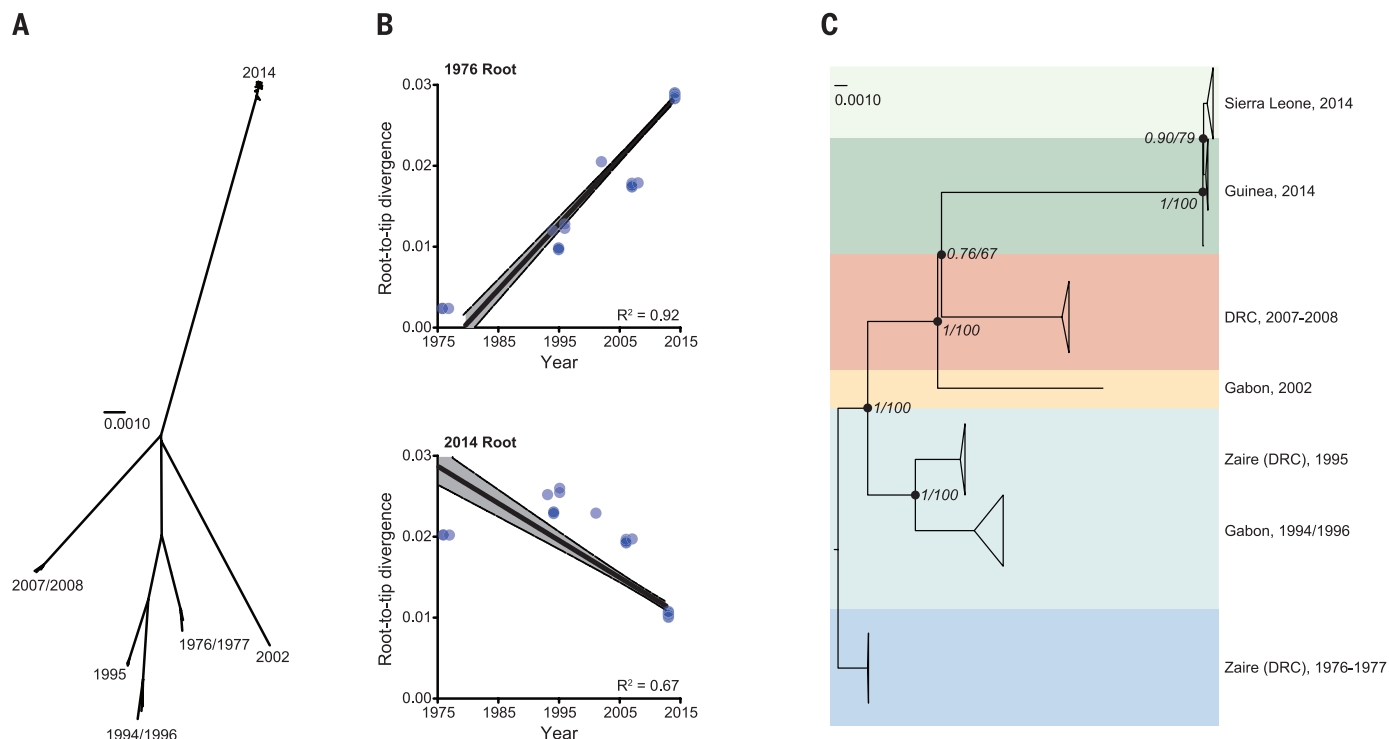 A
2014
0.0010
2007/2008
1976/1977
2002
1995
1994/1996
B
1976 Root
Root-to-tip divergence
0.03
0.02
0.01
0.00
R² = 0.92
1975 1985 1995 2005 2015
Year
2014 Root
Root-to-tip divergence
0.03
0.02
0.01
0.00
R² = 0.67
1975 1985 1995 2005 2015
Year
C
0.0010
Sierra Leone, 2014
0.90/79
Guinea, 2014
1/100
0.76/67
DRC, 2007-2008
1/100
Gabon, 2002
1/100
Zaire (DRC), 1995
1/100
Gabon, 1994/1996
Zaire (DRC), 1976-1977